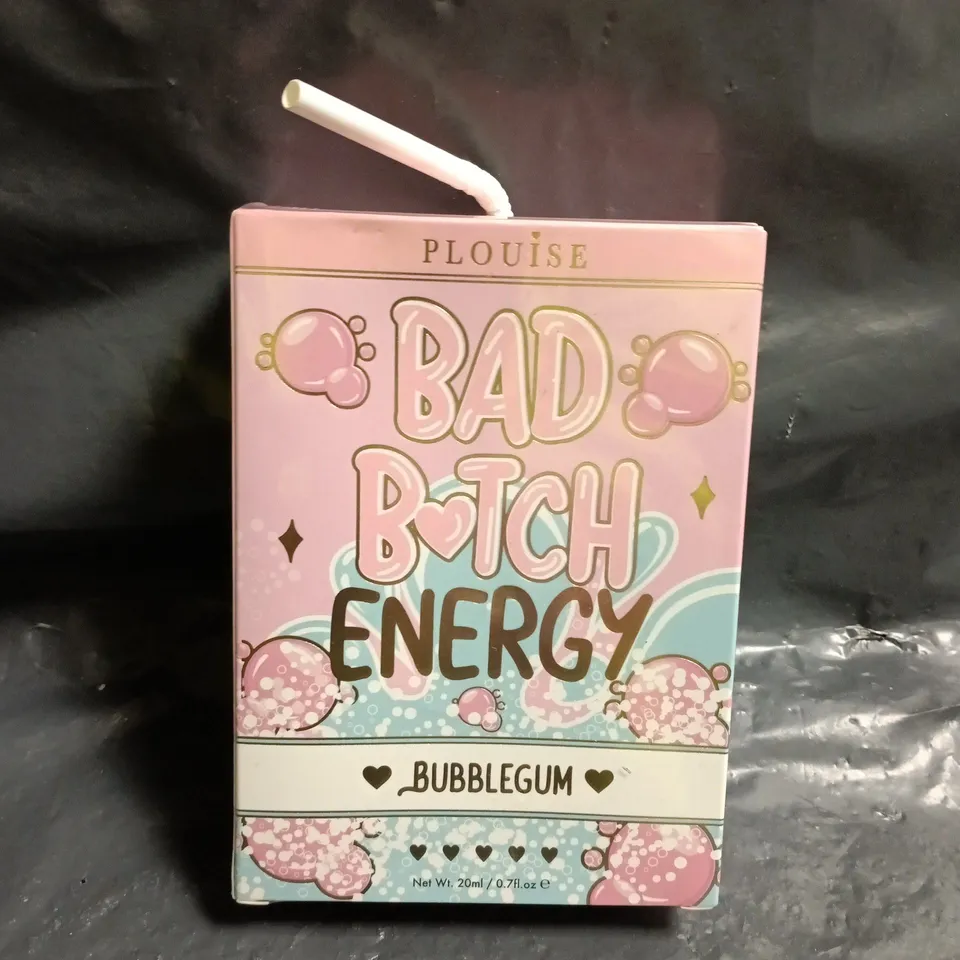 PLOUISE
BAD
B♥TCH
ENERGY
♥ BUBBLEGUM ♥
♥ ♥ ♥ ♥ ♥
Net Wt. 20ml / 0.7fl.oz ℮